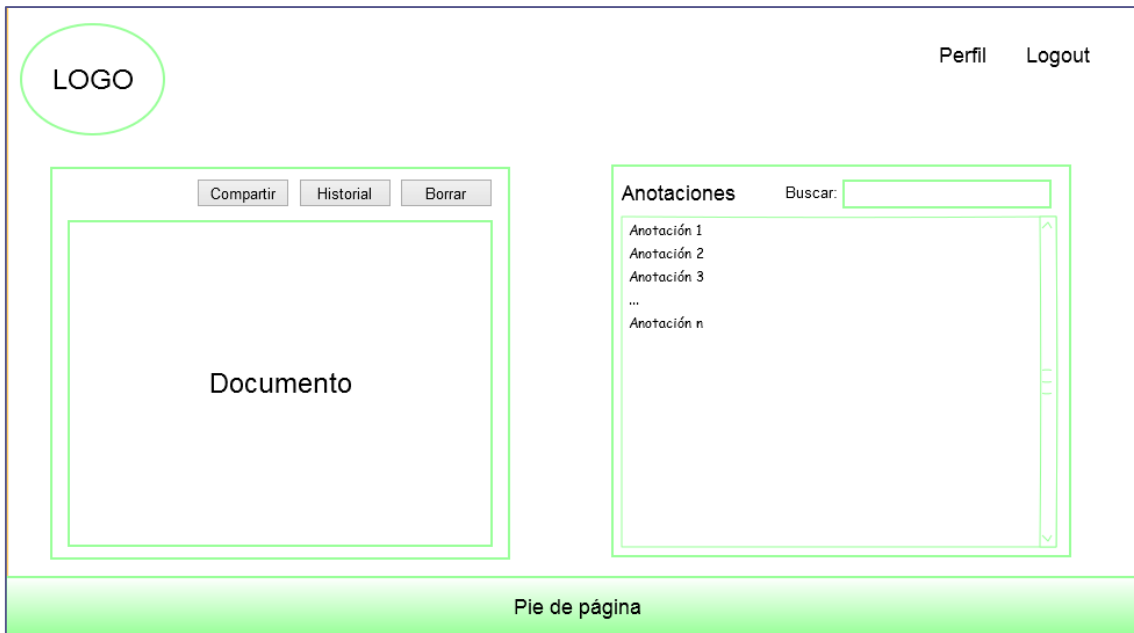 LOGO
Perfil Logout
Compartir Historial Borrar
Documento
Anotaciones Buscar:
Anotación 1
Anotación 2
Anotación 3
...
Anotación n
Pie de página